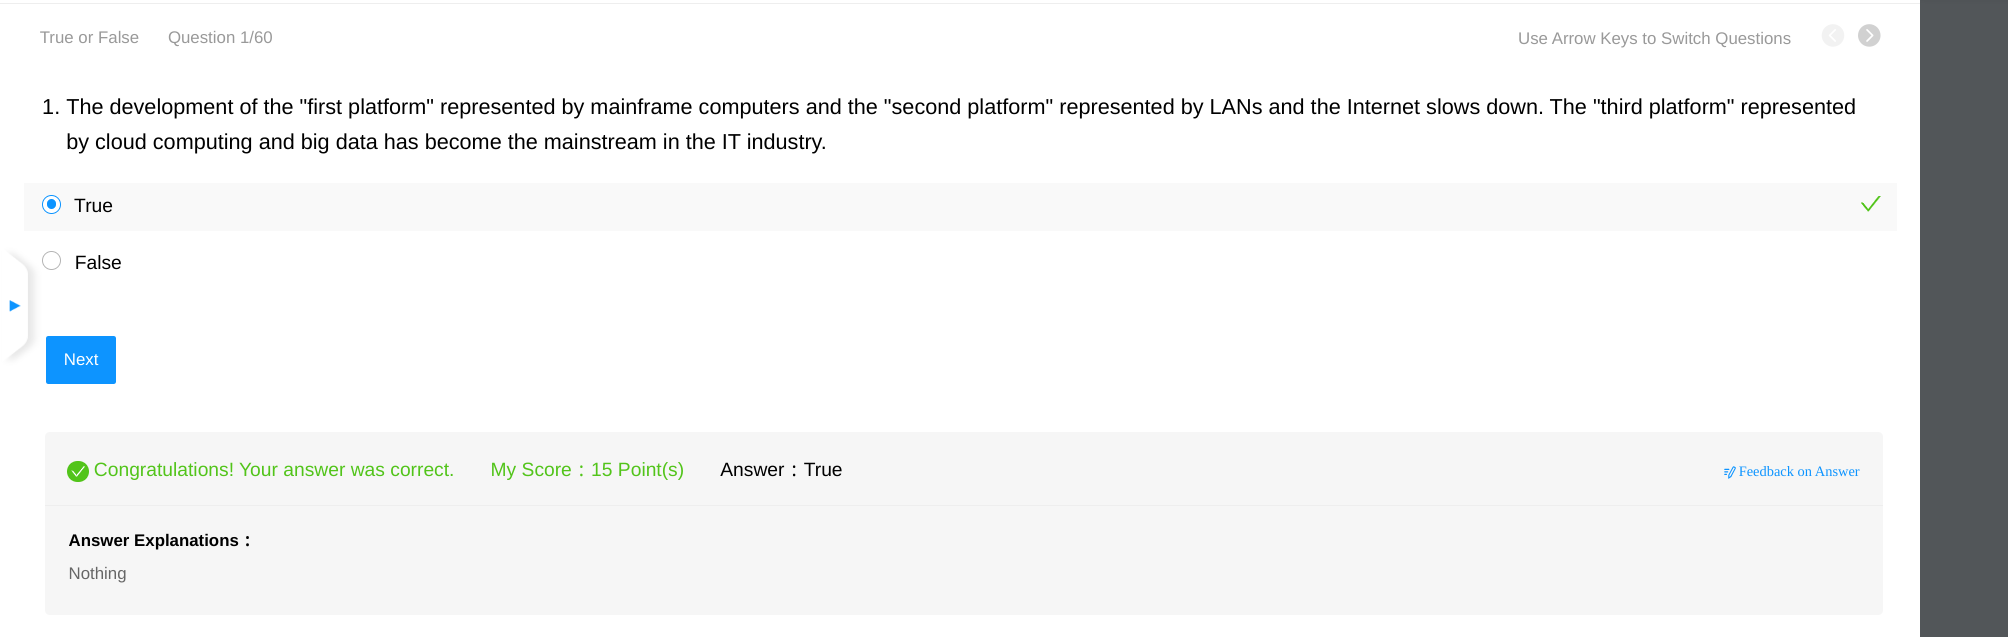 True or False Question 1/60 Use Arrow Keys to Switch Questions
1. The development of the "first platform" represented by mainframe computers and the "second platform" represented by LANs and the Internet slows down. The "third platform" represented
by cloud computing and big data has become the mainstream in the IT industry.
True
False
Next
Congratulations! Your answer was correct. My Score：15 Point(s) Answer：True Feedback on Answer
Answer Explanations：
Nothing